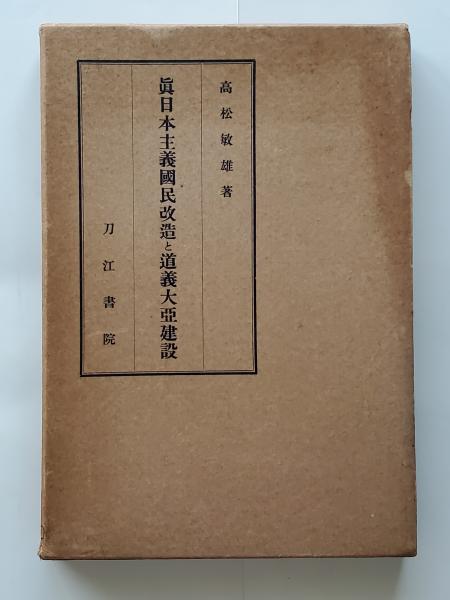 高松敏雄著
眞日本主義國民改造と道義大亞建設
刀江書院